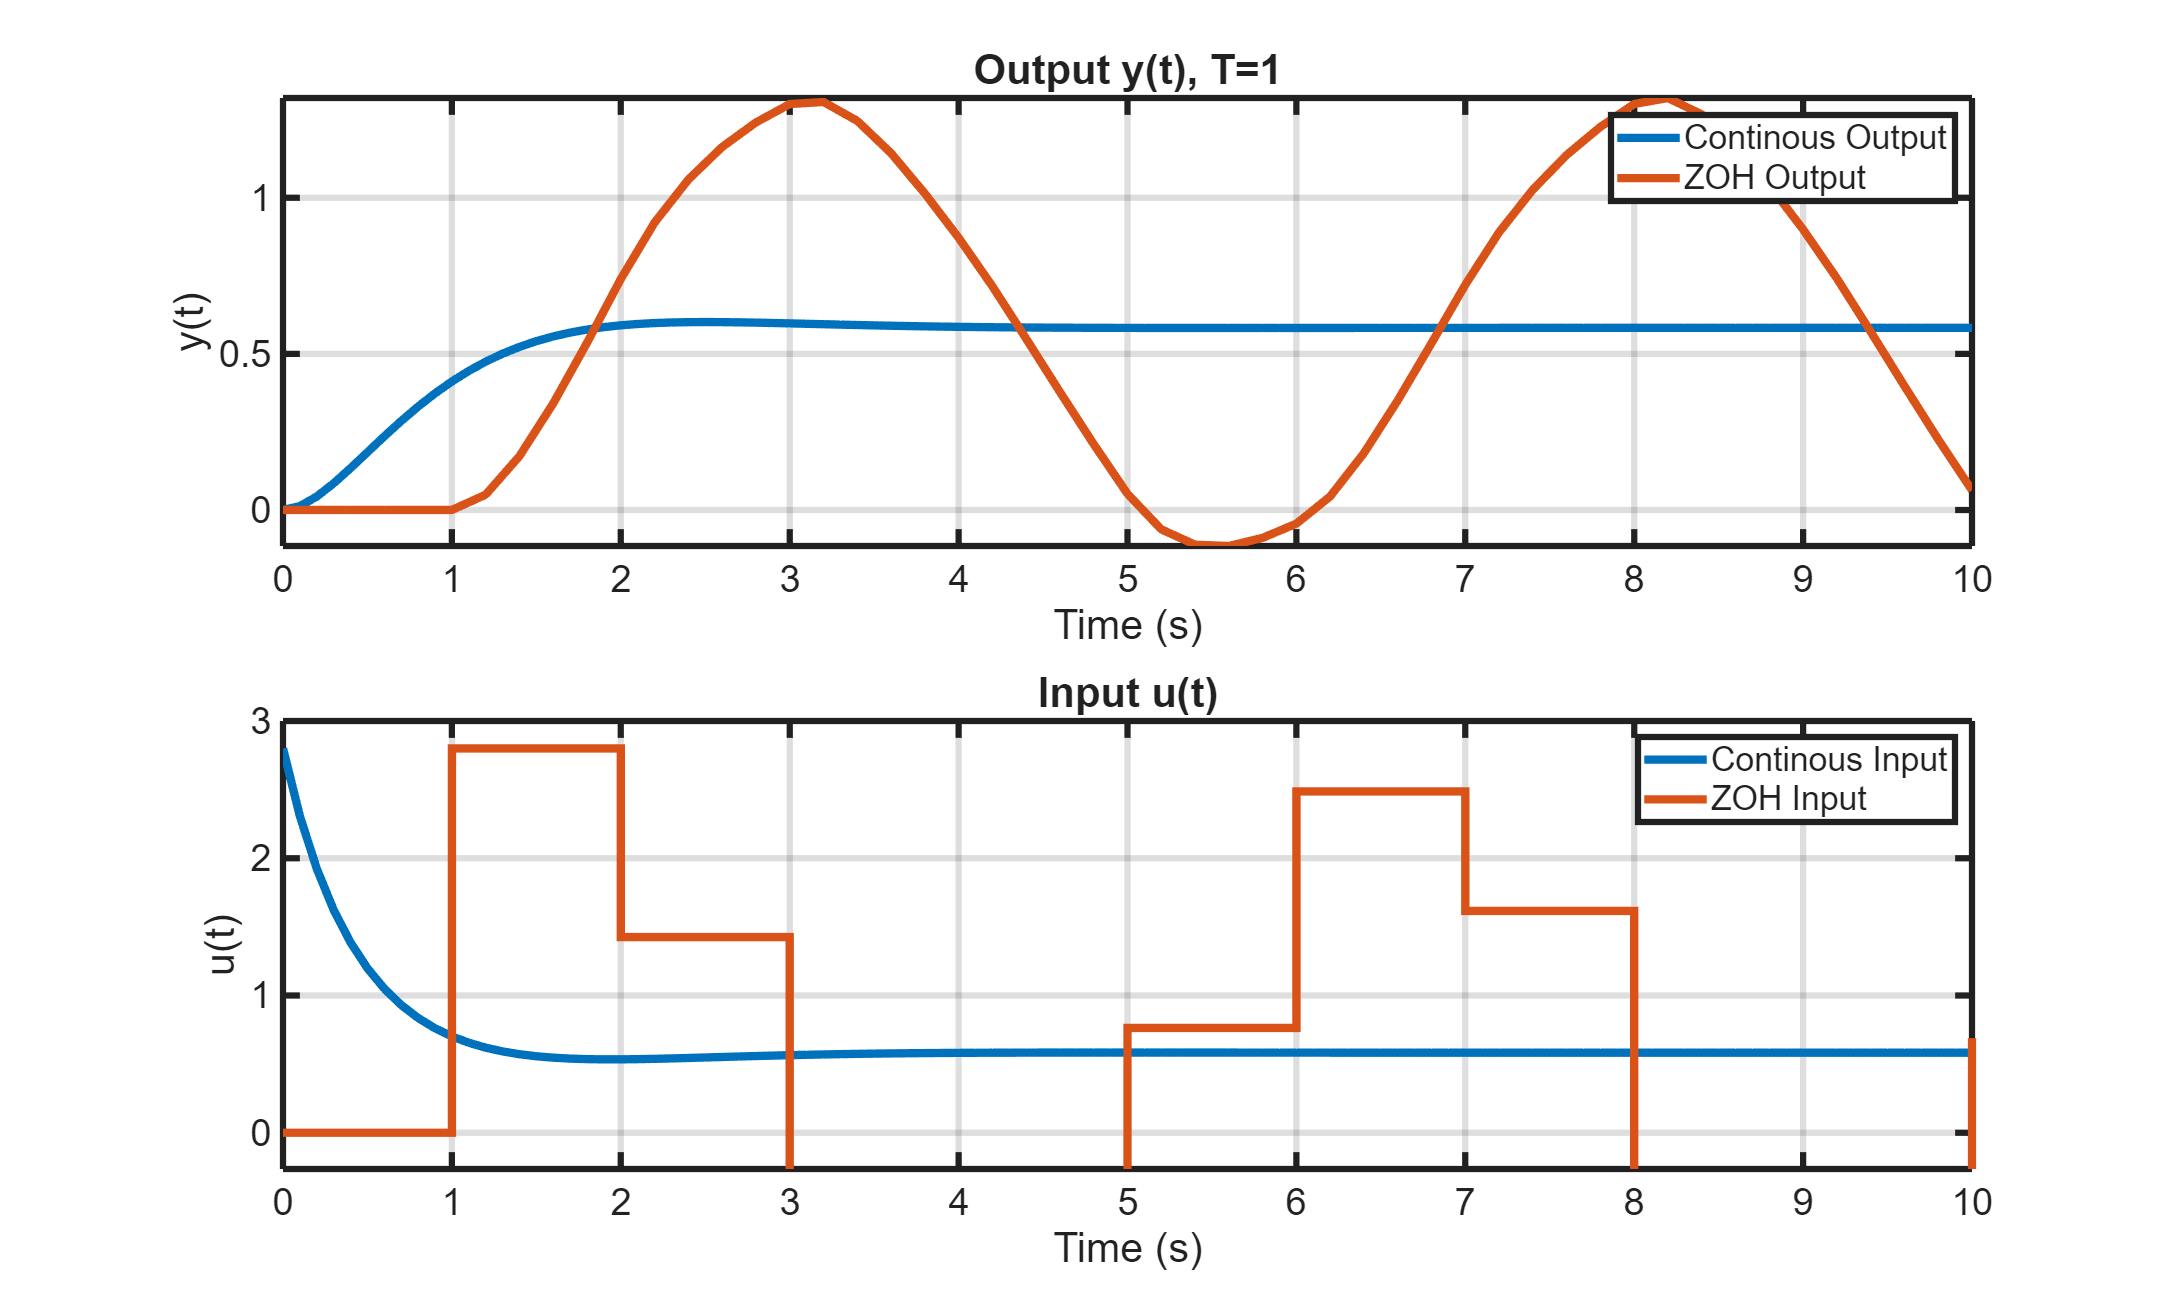 Output y(t), T=1
Continous Output
ZOH Output
y(t)
1
0.5
0
0 1 2 3 4 5 6 7 8 9 10
Time (s)
Input u(t)
Continous Input
ZOH Input
u(t)
3
2
1
0
0 1 2 3 4 5 6 7 8 9 10
Time (s)